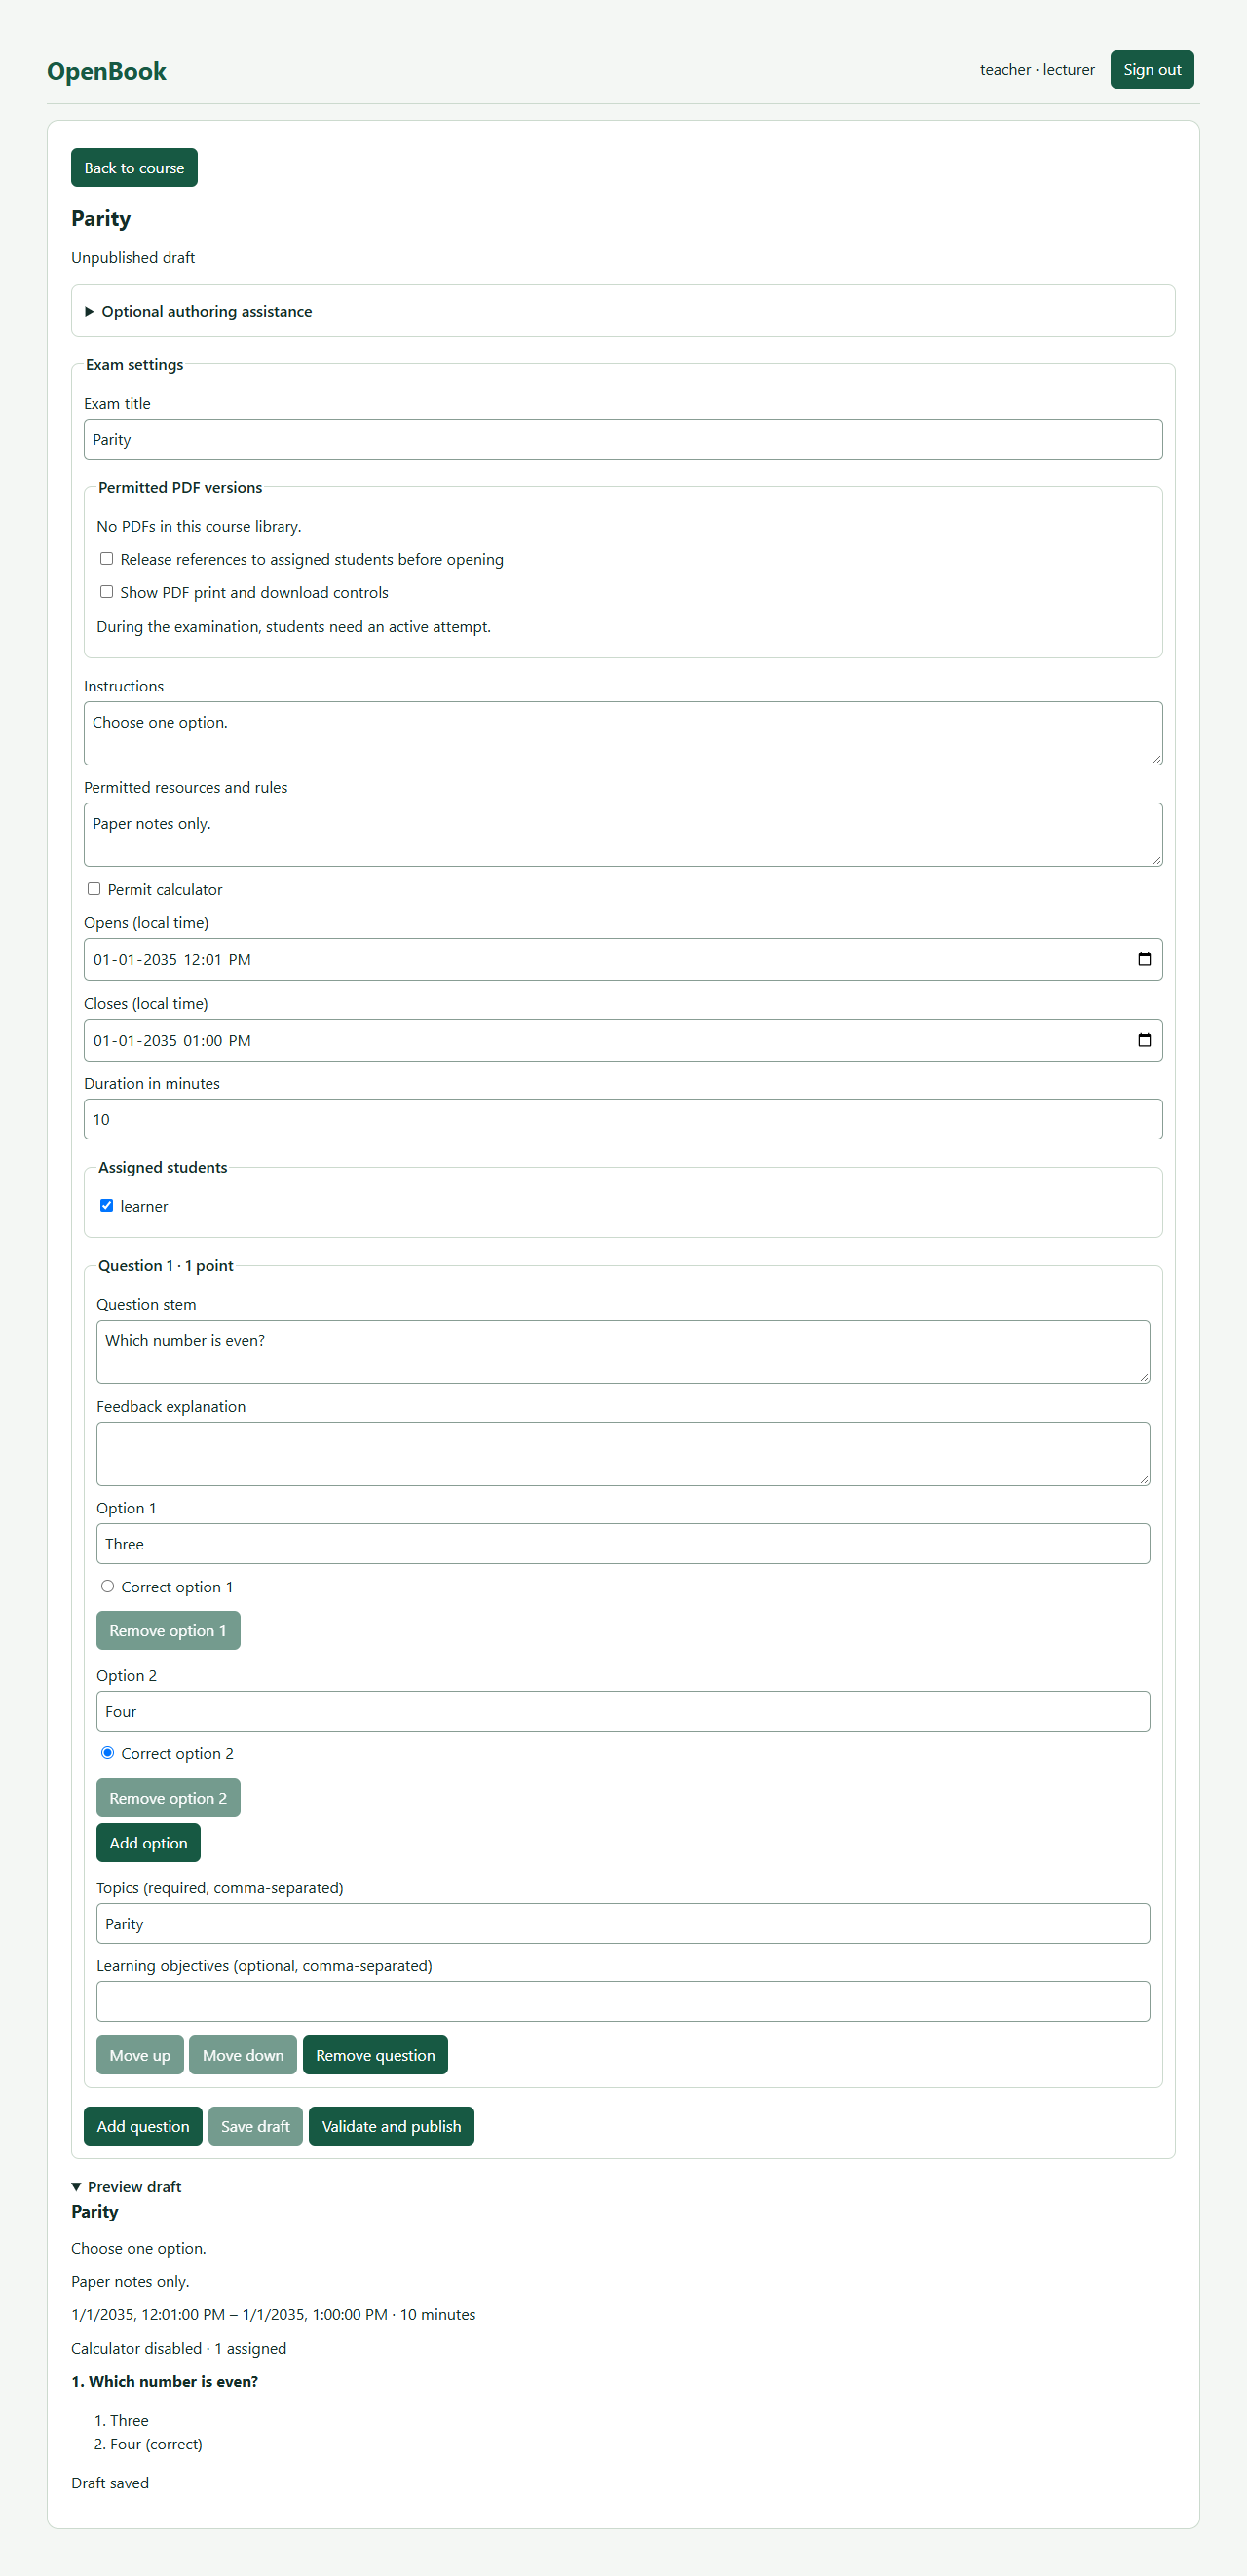 OpenBook
teacher · lecturer
Sign out
Back to course
Parity
Unpublished draft
Optional authoring assistance
Exam settings
Exam title
Parity
Permitted PDF versions
No PDFs in this course library.
Release references to assigned students before opening
Show PDF print and download controls
During the examination, students need an active attempt.
Instructions
Choose one option.
Permitted resources and rules
Paper notes only.
Permit calculator
Opens (local time)
01-01-2035 12:01 PM
Closes (local time)
01-01-2035 01:00 PM
Duration in minutes
10
Assigned students
learner
Question 1 · 1 point
Question stem
Which number is even?
Feedback explanation
Option 1
Three
Correct option 1
Remove option 1
Option 2
Four
Correct option 2
Remove option 2
Add option
Topics (required, comma-separated)
Parity
Learning objectives (optional, comma-separated)
Move up Move down Remove question
Add question Save draft Validate and publish
Preview draft
Parity
Choose one option.
Paper notes only.
1/1/2035, 12:01:00 PM – 1/1/2035, 1:00:00 PM · 10 minutes
Calculator disabled · 1 assigned
1. Which number is even?
1. Three
2. Four (correct)
Draft saved